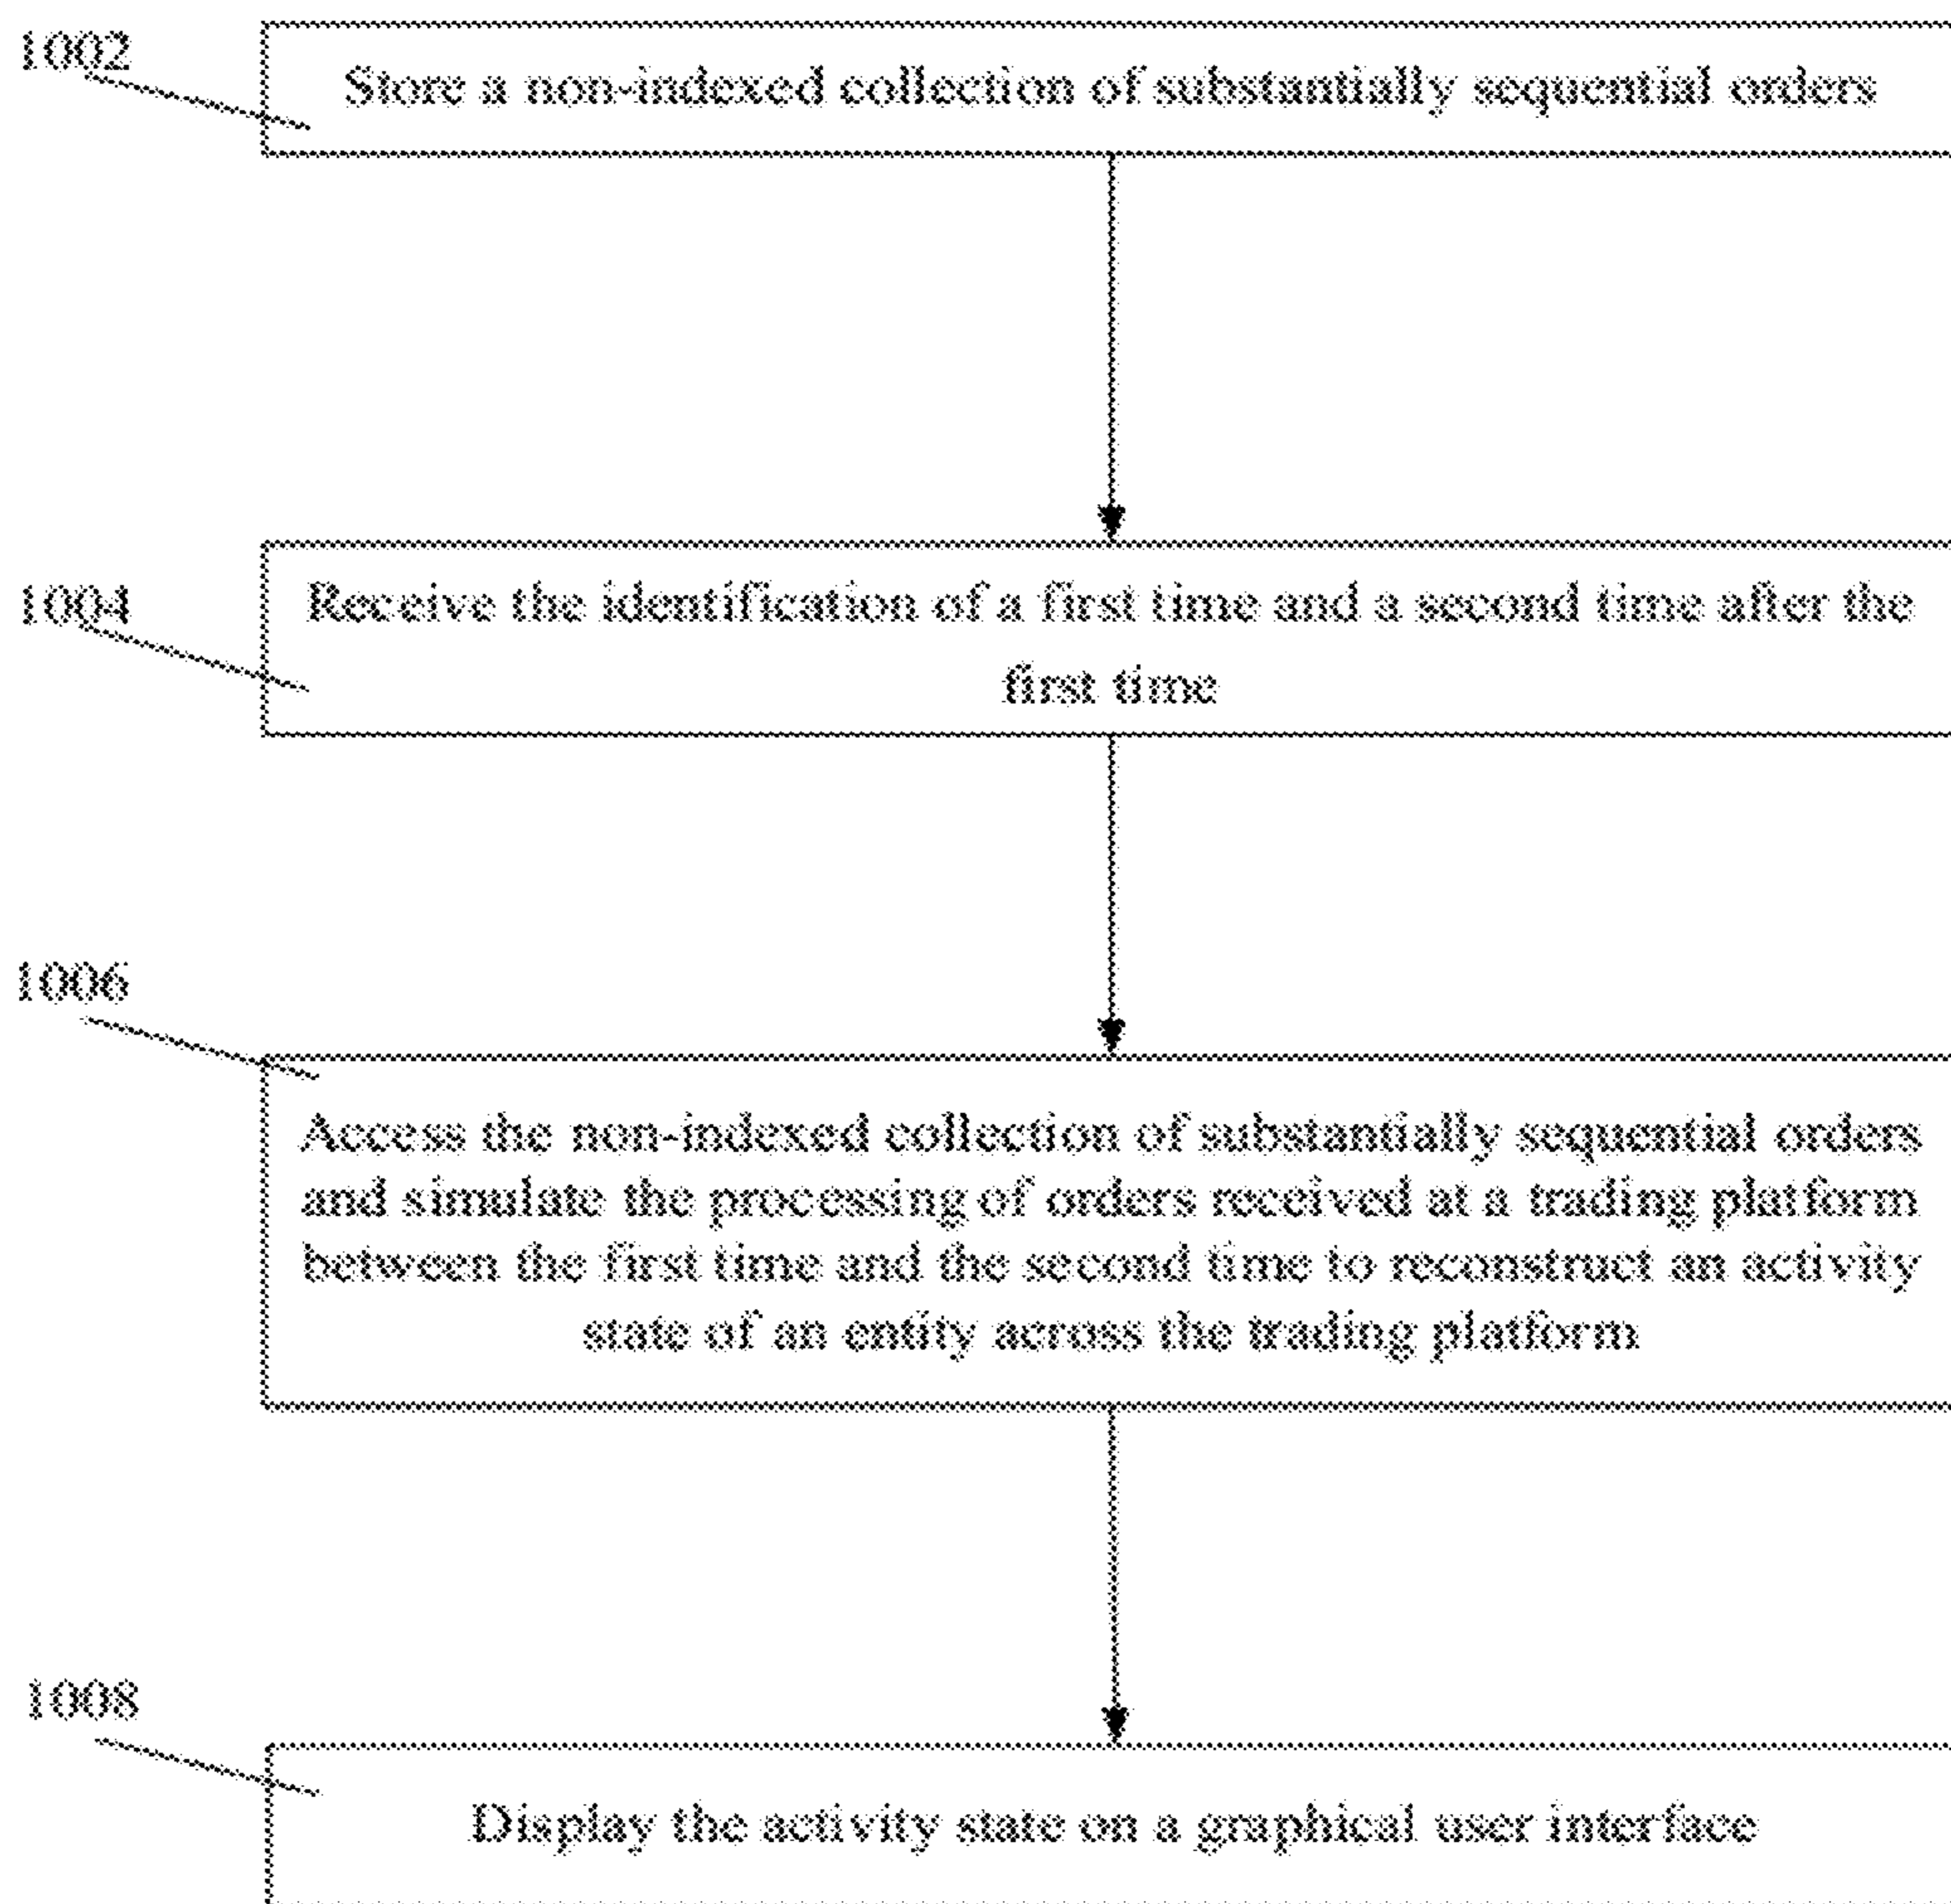 1002
Store a non-indexed collection of substantially sequential orders
1004
Receive the identification of a first time and a second time after the
first time
1006
Access the non-indexed collection of substantially sequential orders
and simulate the processing of orders received at a trading platform
between the first time and the second time to reconstruct an activity
state of an entity across the trading platform
1008
Display the activity state on a graphical user interface